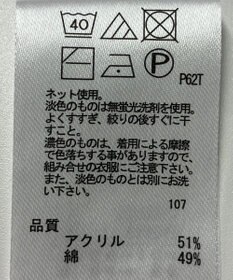 40
P
P62T
ネット使用。
淡色のものは無蛍光洗剤を使用。
よくすすぎ、絞りの後すぐに干
すこと。
濃色のものは、着用による摩擦
で色落ちする事がありますので、
組み合せの衣服にご注意下さい。
また、淡色のものとは別にお洗
い下さい。
107
品質
アクリル 51%
綿 49%